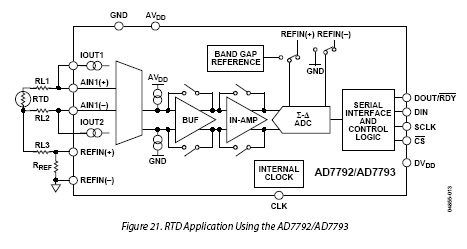 GND AVDD
IOUT1
REFIN(+) REFIN(–)
BAND GAP
REFERENCE
GND
RL1
AIN1(+)
AVDD
RTD
AIN1(–)
RL2
IOUT2
BUF
IN-AMP
Σ-Δ
ADC
SERIAL
INTERFACE
AND
CONTROL
LOGIC
DOUT/RDY
DIN
SCLK
CS
RL3
REFIN(+)
GND
RREF
REFIN(–)
INTERNAL
CLOCK
AD7792/AD7793
DVDD
CLK
04855-013
Figure 21. RTD Application Using the AD7792/AD7793